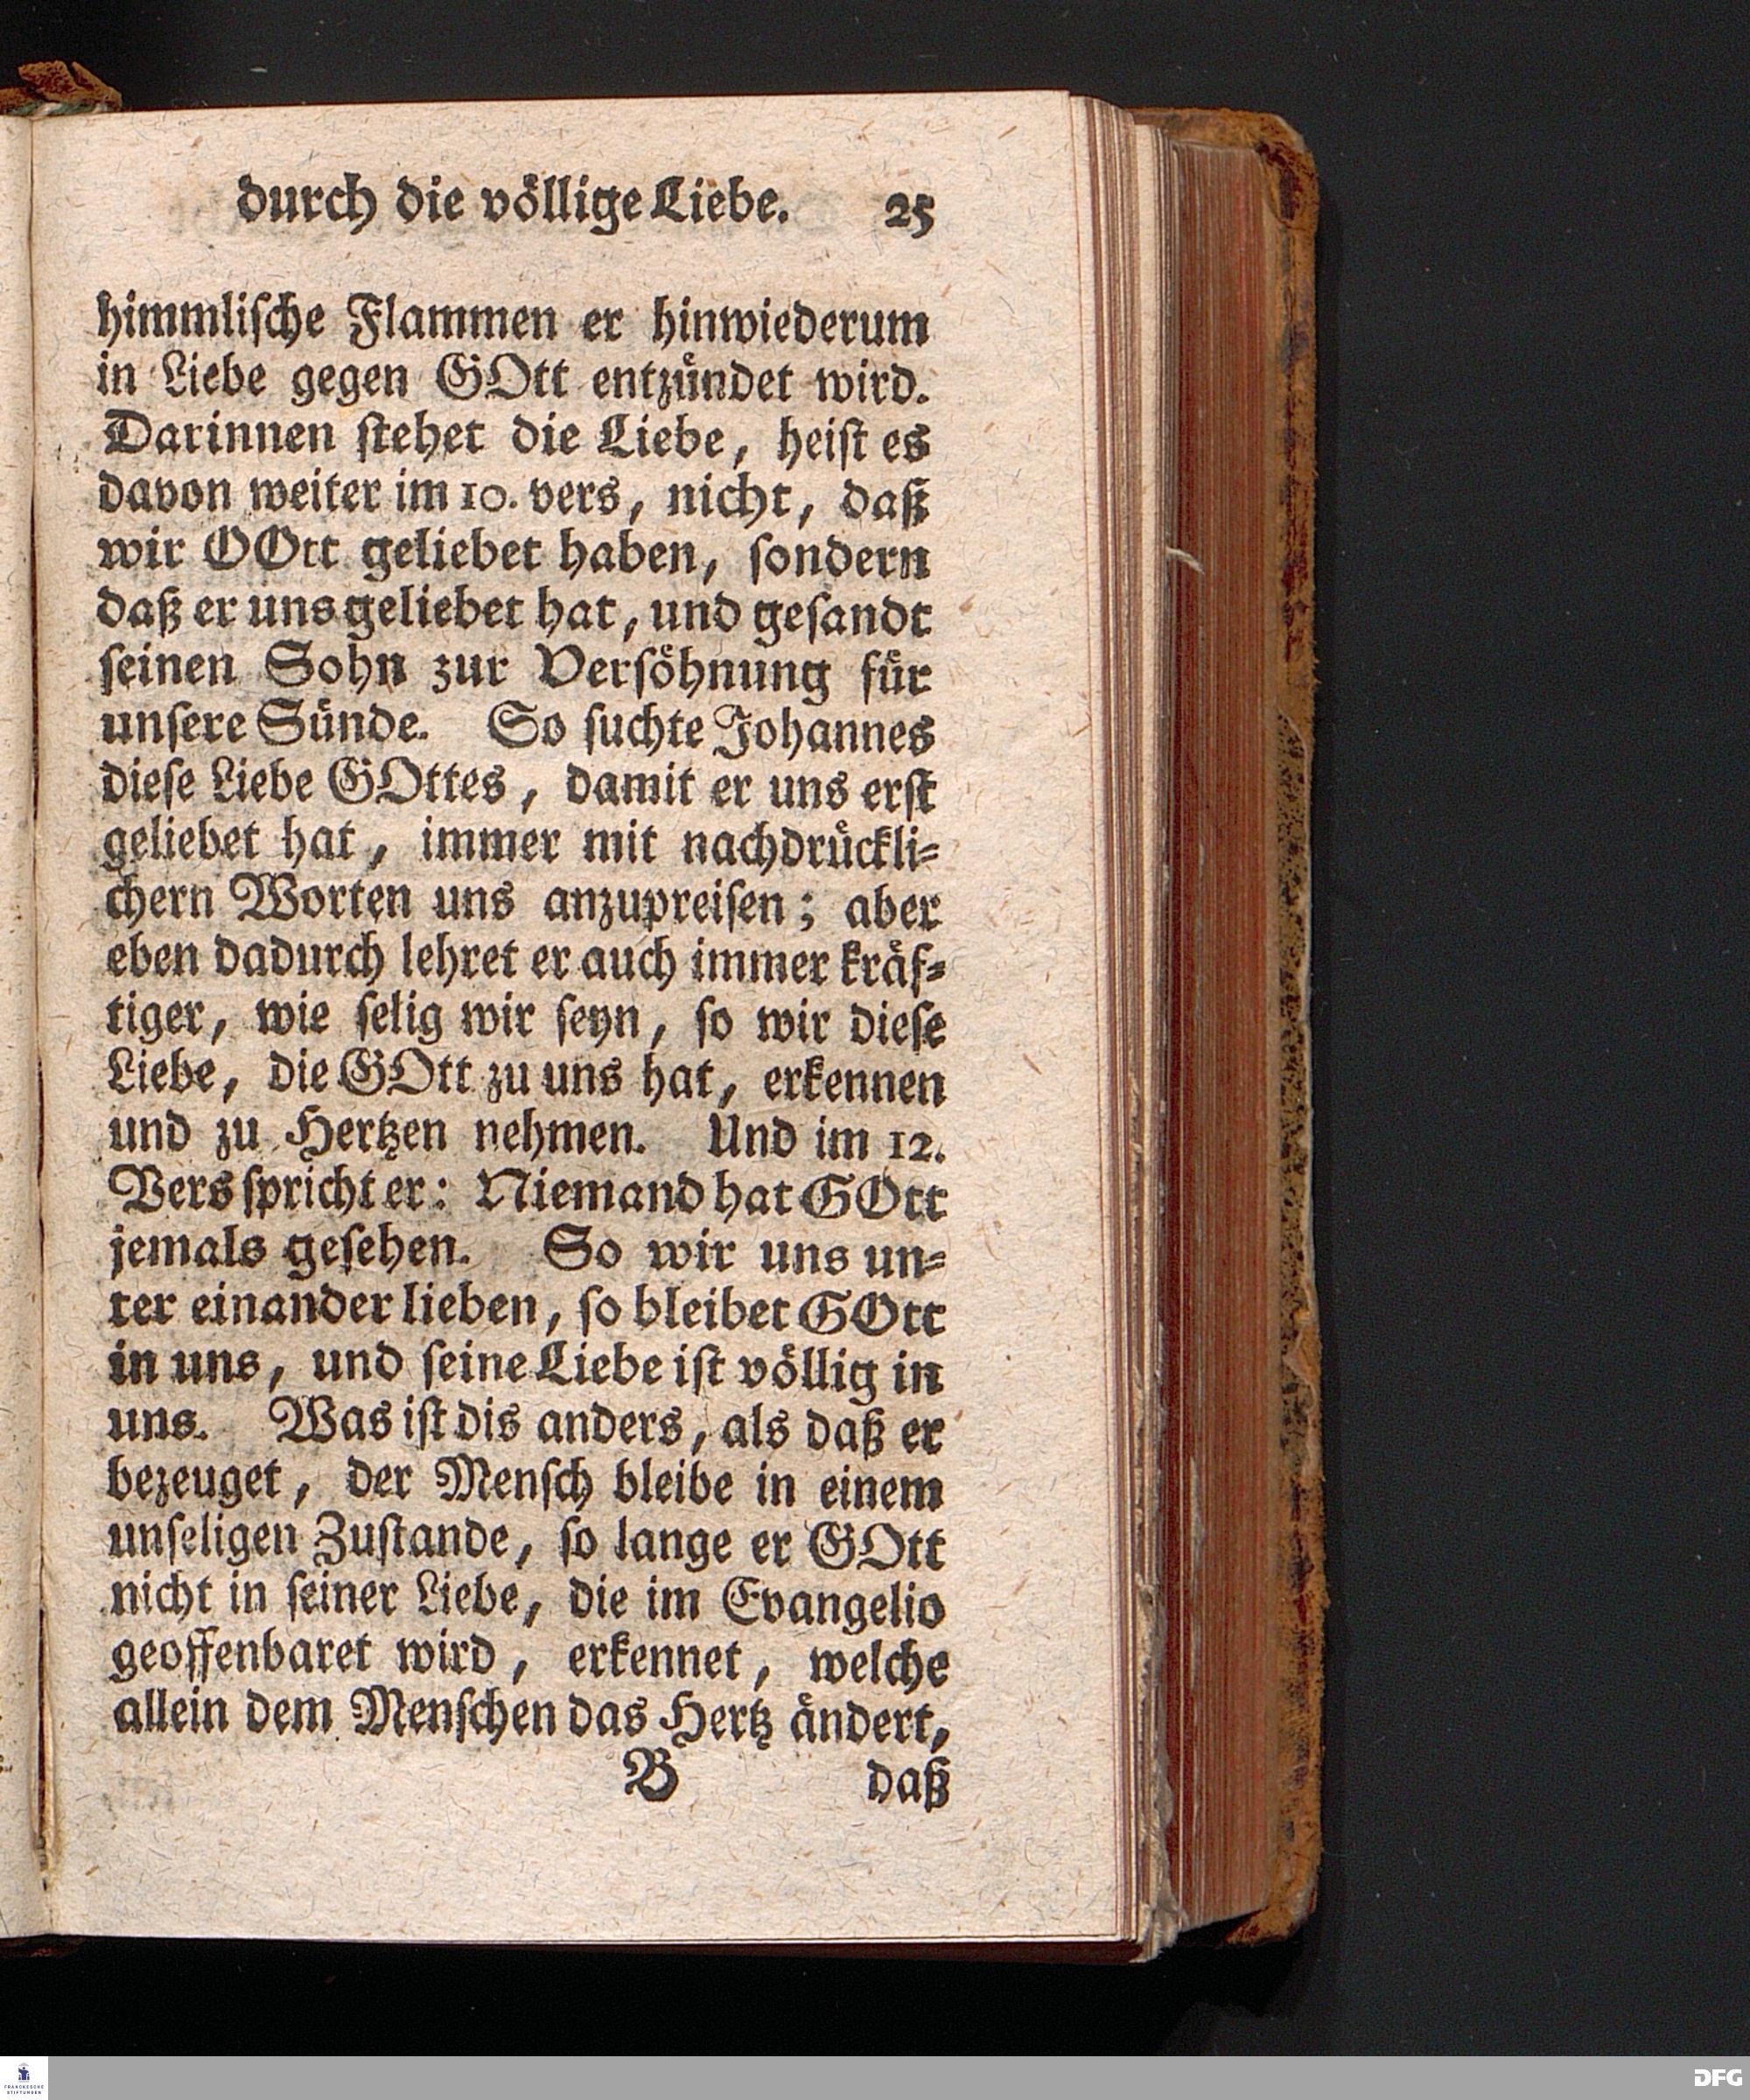 durch die völlige Liebe. 25
himmlische Flammen er hinwiederum
in Liebe gegen GOtt entzündet wird.
Darinnen stehet die Liebe, heist es
davon weiter im 10. vers, nicht, daß
wir OOtt geliebet haben, sondern
daß er uns geliebet hat, und gesandt
seinen Sohn zur Versöhnung für
unsere Sünde. So suchte Johannes
diese Liebe GOttes, damit er uns erst
geliebet hat, immer mit nachdrückli-
chern Worten uns anzupreisen; aber
eben dadurch lehret er auch immer kräf-
tiger, wie selig wir seyn, so wir diese
Liebe, die GOtt zu uns hat, erkennen
und zu Hertzen nehmen. Und im 12.
Vers spricht er: Niemand hat GOtt
jemals gesehen. So wir uns un-
ter einander lieben, so bleibet GOtt
in uns, und seine Liebe ist völlig in
uns. Was ist dis anders, als daß er
bezeuget, der Mensch bleibe in einem
unseligen Zustande, so lange er GOtt
nicht in seiner Liebe, die im Evangelio
geoffenbaret wird, erkennet, welche
allein dem Menschen das Hertz ändert,
B daß
FRANCKESCHE
STIFTUNGEN
DFG